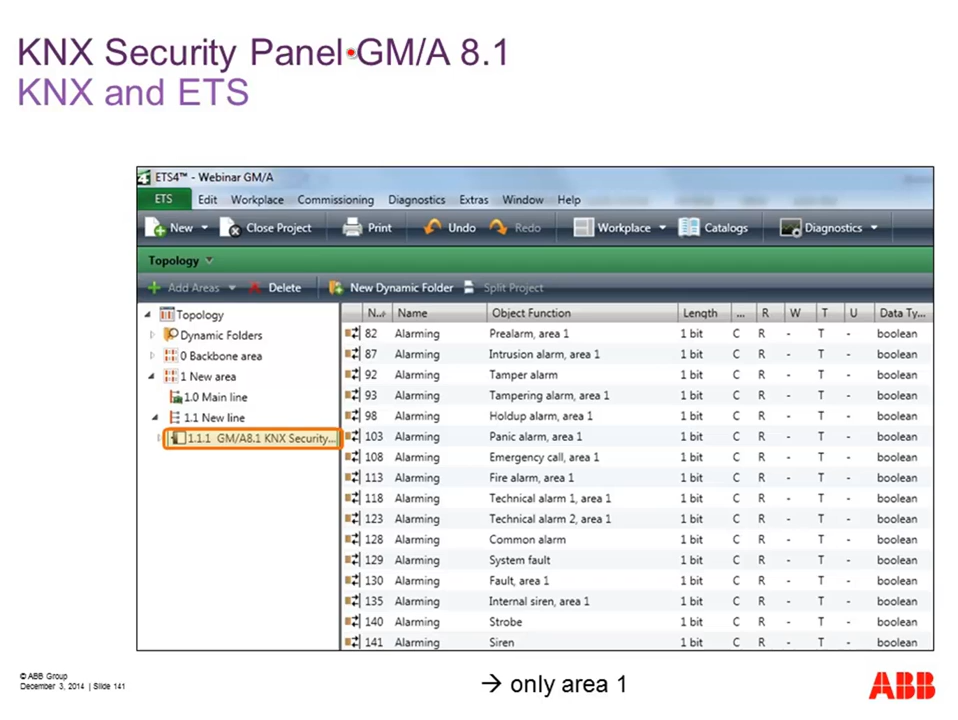 KNX Security Panel GM/A 8.1
KNX and ETS
ETS4™ - Webinar GM/A
ETS Edit Workplace Commissioning Diagnostics Extras Window Help
New Close Project Print Undo Redo Workplace Catalogs Diagnostics
Topology
Add Areas Delete New Dynamic Folder Split Project
Topology
Dynamic Folders
0 Backbone area
1 New area
1.0 Main line
1.1 New line
1.1.1 GM/A8.1 KNX Security...
N... Name Object Function Length ... R W T U Data Ty...
82 Alarming Prealarm, area 1 1 bit C R - T - boolean
87 Alarming Intrusion alarm, area 1 1 bit C R - T - boolean
92 Alarming Tamper alarm 1 bit C R - T - boolean
93 Alarming Tampering alarm, area 1 1 bit C R - T - boolean
98 Alarming Holdup alarm, area 1 1 bit C R - T - boolean
103 Alarming Panic alarm, area 1 1 bit C R - T - boolean
108 Alarming Emergency call, area 1 1 bit C R - T - boolean
113 Alarming Fire alarm, area 1 1 bit C R - T - boolean
118 Alarming Technical alarm 1, area 1 1 bit C R - T - boolean
123 Alarming Technical alarm 2, area 1 1 bit C R - T - boolean
128 Alarming Common alarm 1 bit C R - T - boolean
129 Alarming System fault 1 bit C R - T - boolean
130 Alarming Fault, area 1 1 bit C R - T - boolean
135 Alarming Internal siren, area 1 1 bit C R - T - boolean
140 Alarming Strobe 1 bit C R - T - boolean
141 Alarming Siren 1 bit C R - T - boolean
© ABB Group
December 3, 2014 | Slide 141
→ only area 1
ABB